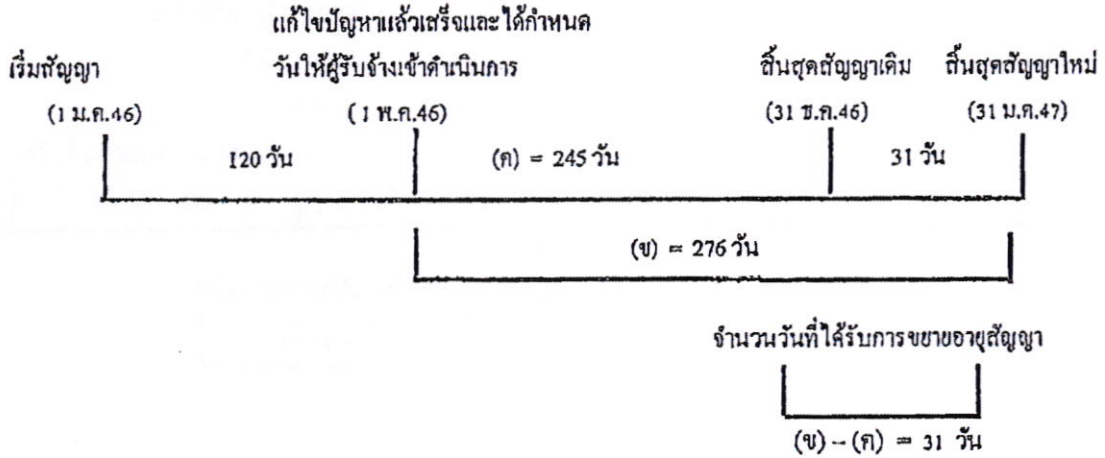 แก้ไขปัญหาแล้วเสร็จและได้กำหนด
เริ่มสัญญา วันให้ผู้รับจ้างเข้าดำเนินการ สิ้นสุดสัญญาเดิม สิ้นสุดสัญญาใหม่
(1 ม.ค.46) (1 พ.ค.46) (31 ธ.ค.46) (31 ม.ค.47)
120 วัน (ค) = 245 วัน 31 วัน
(ข) = 276 วัน
จำนวนวันที่ได้รับการขยายอายุสัญญา
(ข) – (ค) = 31 วัน